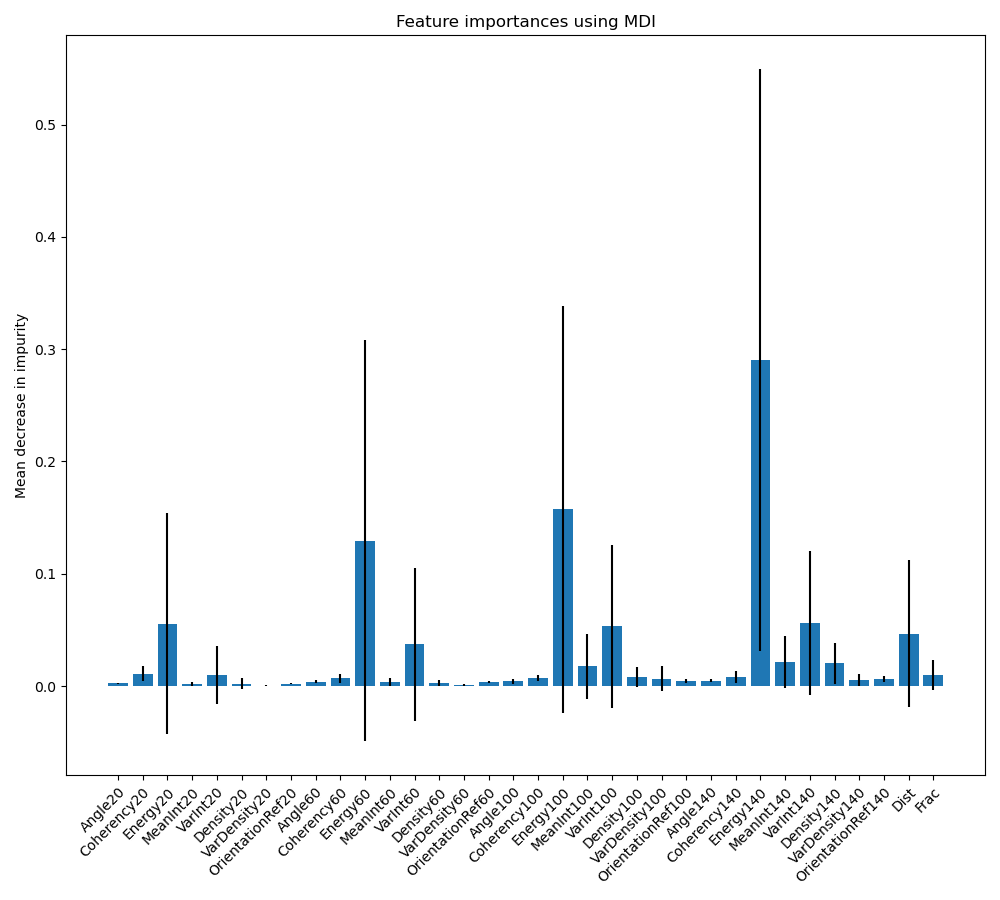 Feature importances using MDI
Mean decrease in impurity
0.5
0.4
0.3
0.2
0.1
0.0
Angle20
Coherency20
Energy20
MeanInt20
VarInt20
Density20
VarDensity20
OrientationRef20
Angle60
Coherency60
Energy60
MeanInt60
VarInt60
Density60
VarDensity60
OrientationRef60
Angle100
Coherency100
Energy100
MeanInt100
VarInt100
Density100
VarDensity100
OrientationRef100
Angle140
Coherency140
Energy140
MeanInt140
VarInt140
Density140
VarDensity140
OrientationRef140
Dist
Frac